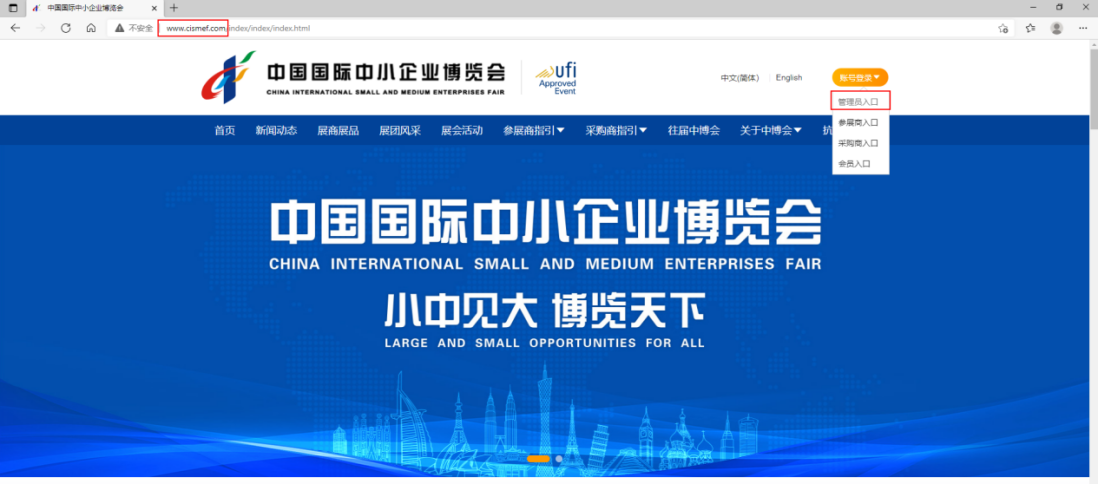 中国国际中小企业博览会
不安全 www.cismef.com/index/index/index.html
中国国际中小企业博览会
CHINA INTERNATIONAL SMALL AND MEDIUM ENTERPRISES FAIR
ufi
Approved
Event
中文(简体) English 账号登录
管理员入口
参展商入口
采购商入口
会员入口
首页 新闻动态 展商展品 展团风采 展会活动 参展商指引 采购商指引 往届中博会 关于中博会 抗
中国国际中小企业博览会
CHINA INTERNATIONAL SMALL AND MEDIUM ENTERPRISES FAIR
小中见大 博览天下
LARGE AND SMALL OPPORTUNITIES FOR ALL